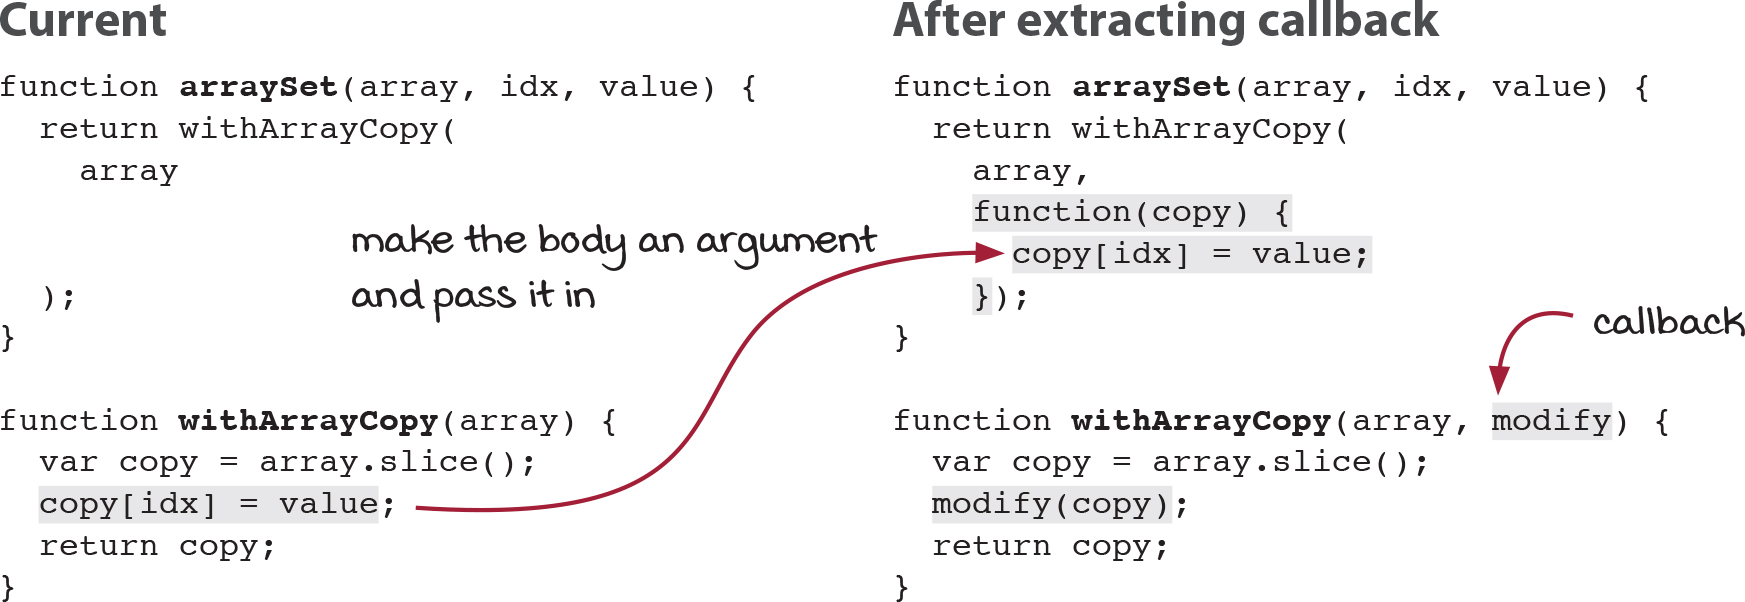 Current
function arraySet(array, idx, value) {
  return withArrayCopy(
    array
  );
}
make the body an argument
and pass it in
function withArrayCopy(array) {
  var copy = array.slice();
  copy[idx] = value;
  return copy;
}
After extracting callback
function arraySet(array, idx, value) {
  return withArrayCopy(
    array,
    function(copy) {
      copy[idx] = value;
    });
}
callback
function withArrayCopy(array, modify) {
  var copy = array.slice();
  modify(copy);
  return copy;
}